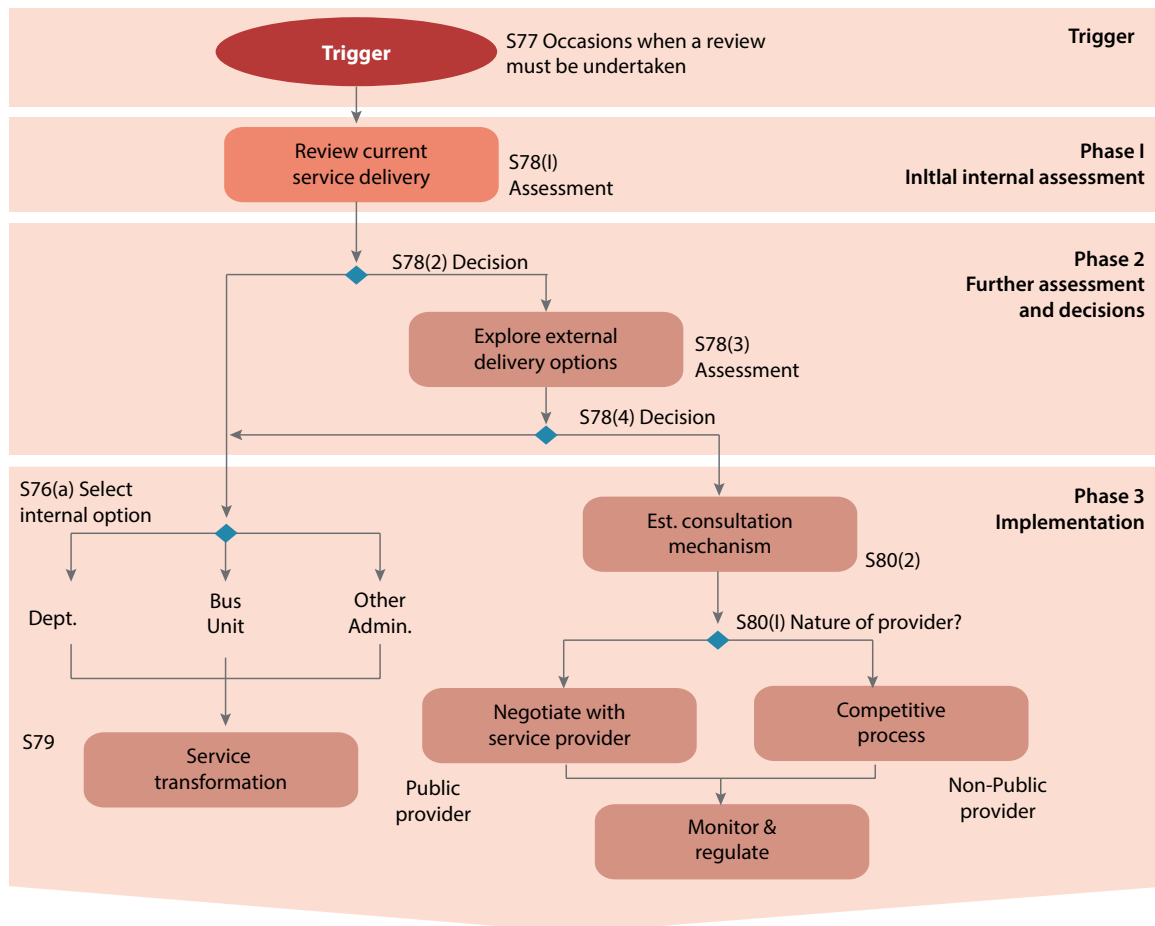 Trigger
S77 Occasions when a review
must be undertaken
Trigger
Review current
service delivery
S78(I)
Assessment
Phase I
InItIal internal assessment
S78(2) Decision
Phase 2
Further assessment
and decisions
Explore external
delivery options
S78(3)
Assessment
S78(4) Decision
S76(a) Select
internal option
Phase 3
Implementation
Est. consultation
mechanism
S80(2)
Dept.
Bus
Unit
Other
Admin.
S80(I) Nature of provider?
Negotiate with
service provider
Competitive
process
S79
Service
transformation
Public
provider
Non-Public
provider
Monitor &
regulate